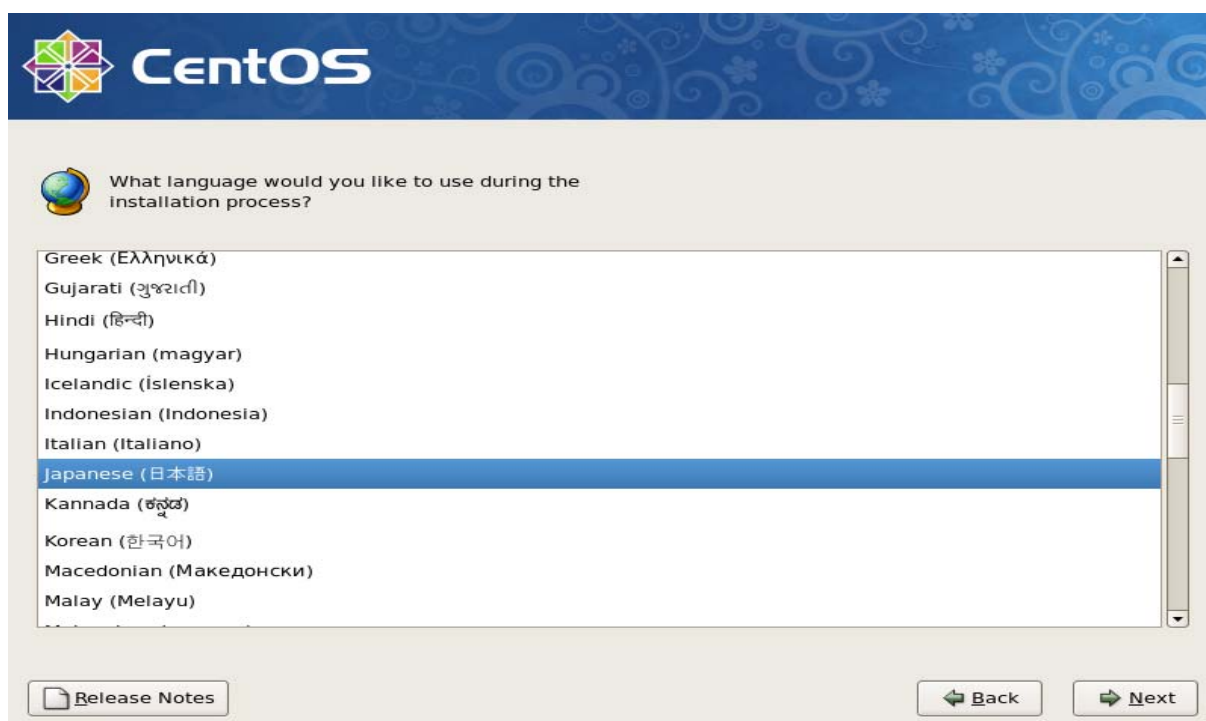 CentOS
What language would you like to use during the
installation process?
Greek (Ελληνικά)
Gujarati (ગુજરાતી)
Hindi (हिन्दी)
Hungarian (magyar)
Icelandic (Íslenska)
Indonesian (Indonesia)
Italian (Italiano)
Japanese (日本語)
Kannada (ಕನ್ನಡ)
Korean (한국어)
Macedonian (Македонски)
Malay (Melayu)
Release Notes
Back
Next